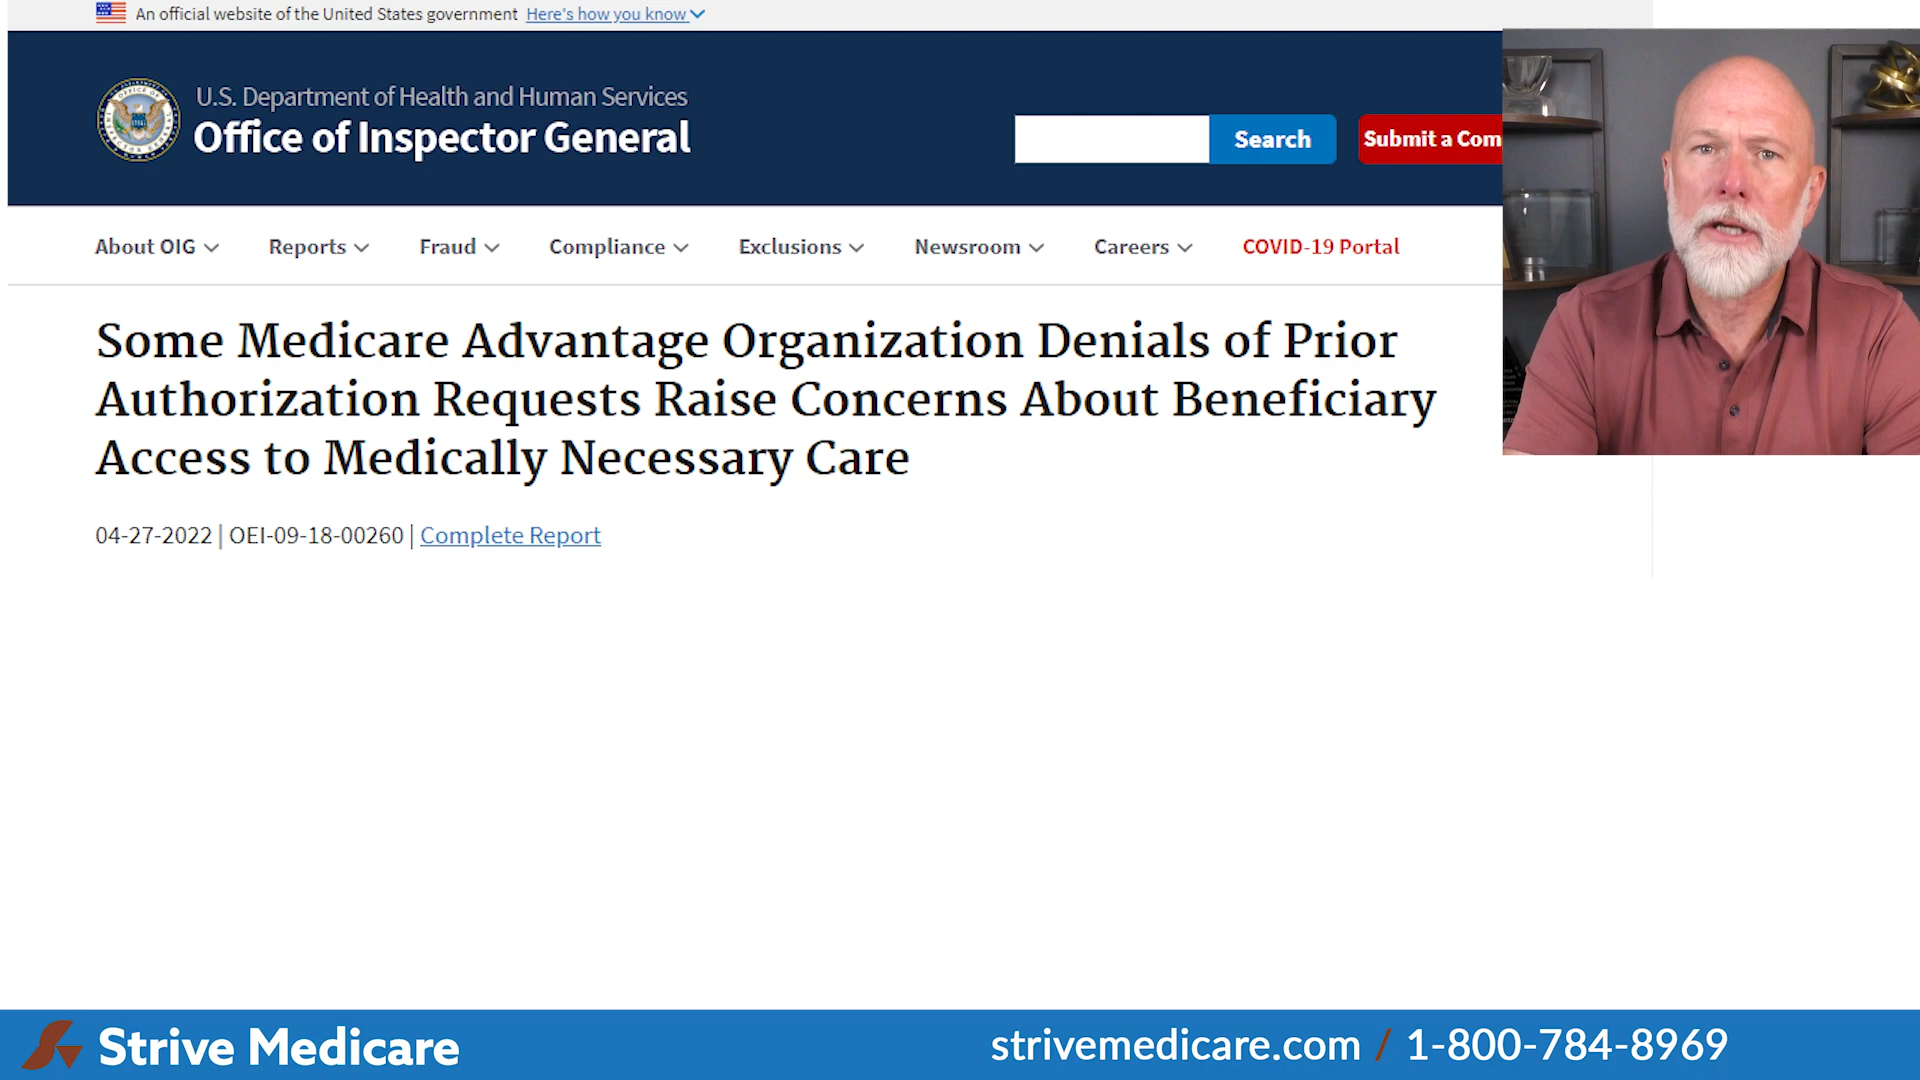 An official website of the United States government Here's how you know
U.S. Department of Health and Human Services
Office of Inspector General
Search
Submit a Com
About OIG
Reports
Fraud
Compliance
Exclusions
Newsroom
Careers
COVID-19 Portal
Some Medicare Advantage Organization Denials of Prior
Authorization Requests Raise Concerns About Beneficiary
Access to Medically Necessary Care
04-27-2022 | OEI-09-18-00260 | Complete Report
Strive Medicare
strivemedicare.com / 1-800-784-8969